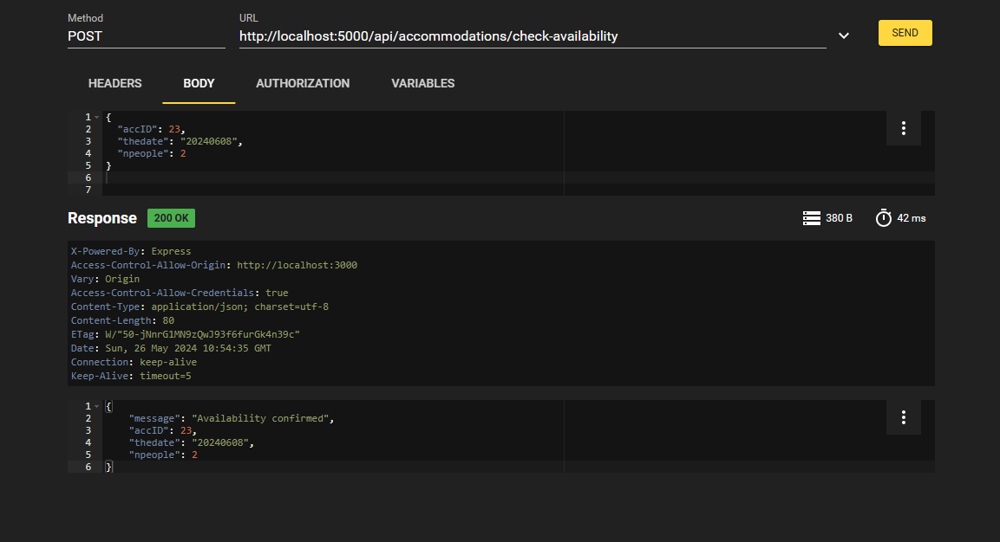 Method
URL
POST
http://localhost:5000/api/accommodations/check-availability
SEND
HEADERS
BODY
AUTHORIZATION
VARIABLES
1 {
2 "accID": 23,
3 "thedate": "20240608",
4 "npeople": 2
5 }
6
7
Response 200 OK
380 B
42 ms
X-Powered-By: Express
Access-Control-Allow-Origin: http://localhost:3000
Vary: Origin
Access-Control-Allow-Credentials: true
Content-Type: application/json; charset=utf-8
Content-Length: 80
ETag: W/"50-jNnrG1MN9zQwJ93f6furGk4n39c"
Date: Sun, 26 May 2024 10:54:35 GMT
Connection: keep-alive
Keep-Alive: timeout=5
1 {
2 "message": "Availability confirmed",
3 "accID": 23,
4 "thedate": "20240608",
5 "npeople": 2
6 }